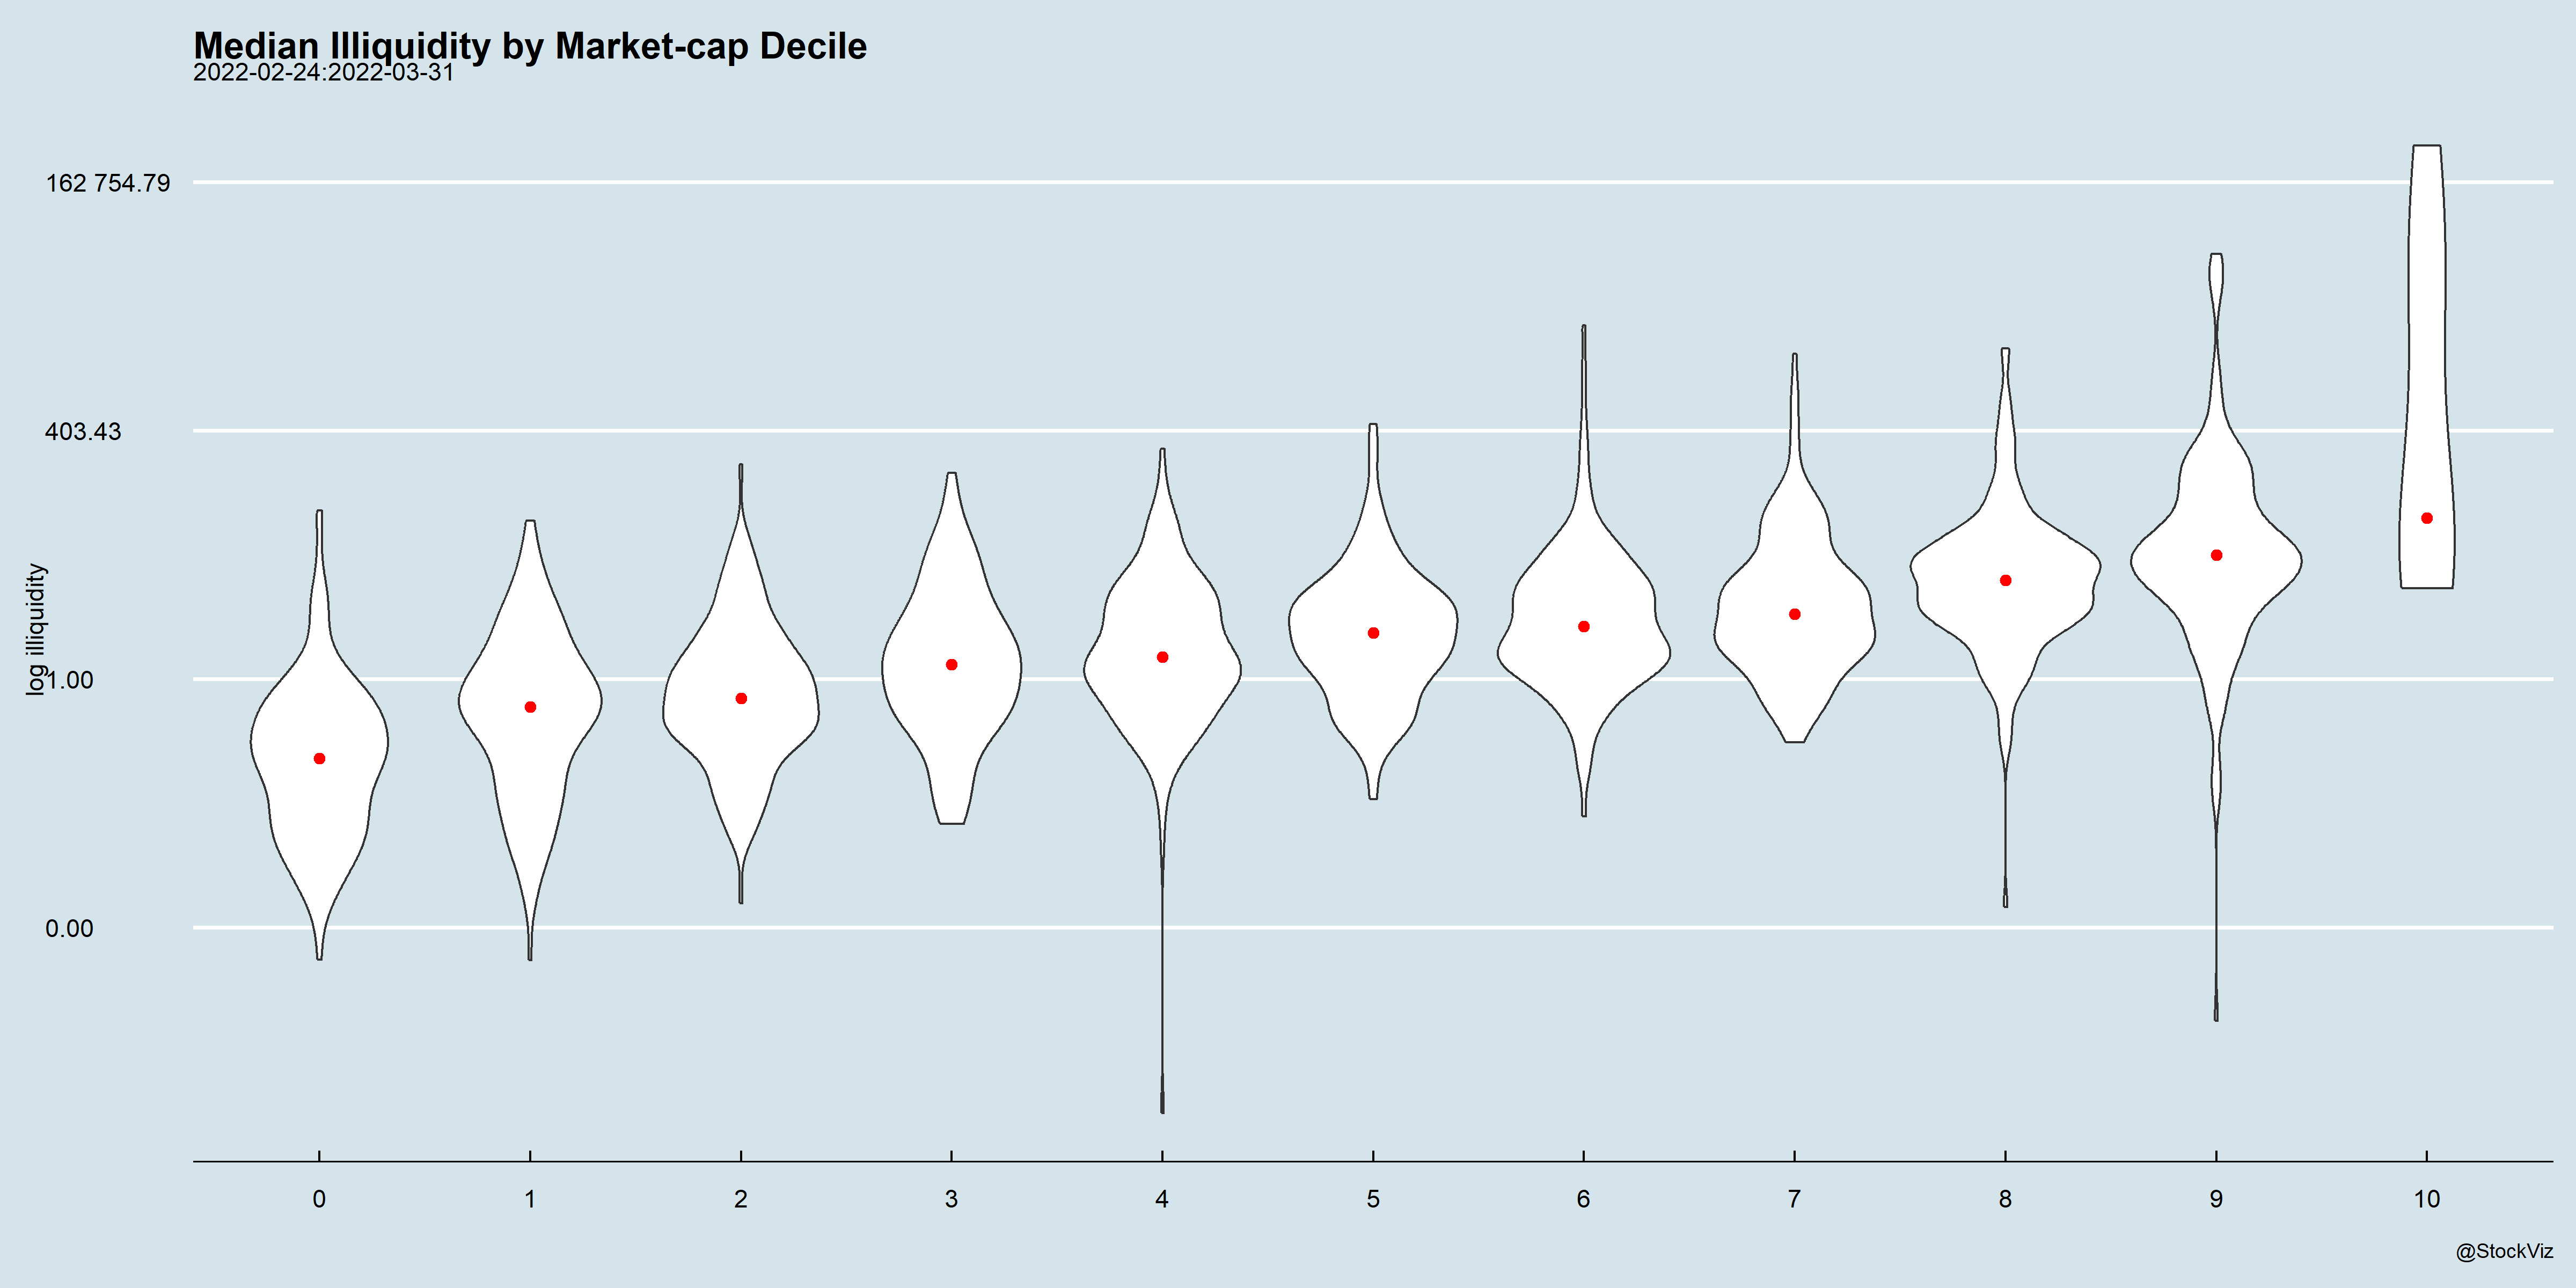 Median Illiquidity by Market-cap Decile
2022-02-24:2022-03-31
162 754.79
403.43
1.00
0.00
log illiquidity
0 1 2 3 4 5 6 7 8 9 10
@StockViz